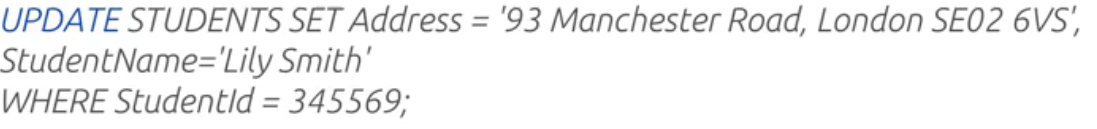 UPDATE STUDENTS SET Address = '93 Manchester Road, London SE02 6VS',
StudentName='Lily Smith'
WHERE StudentId = 345569;